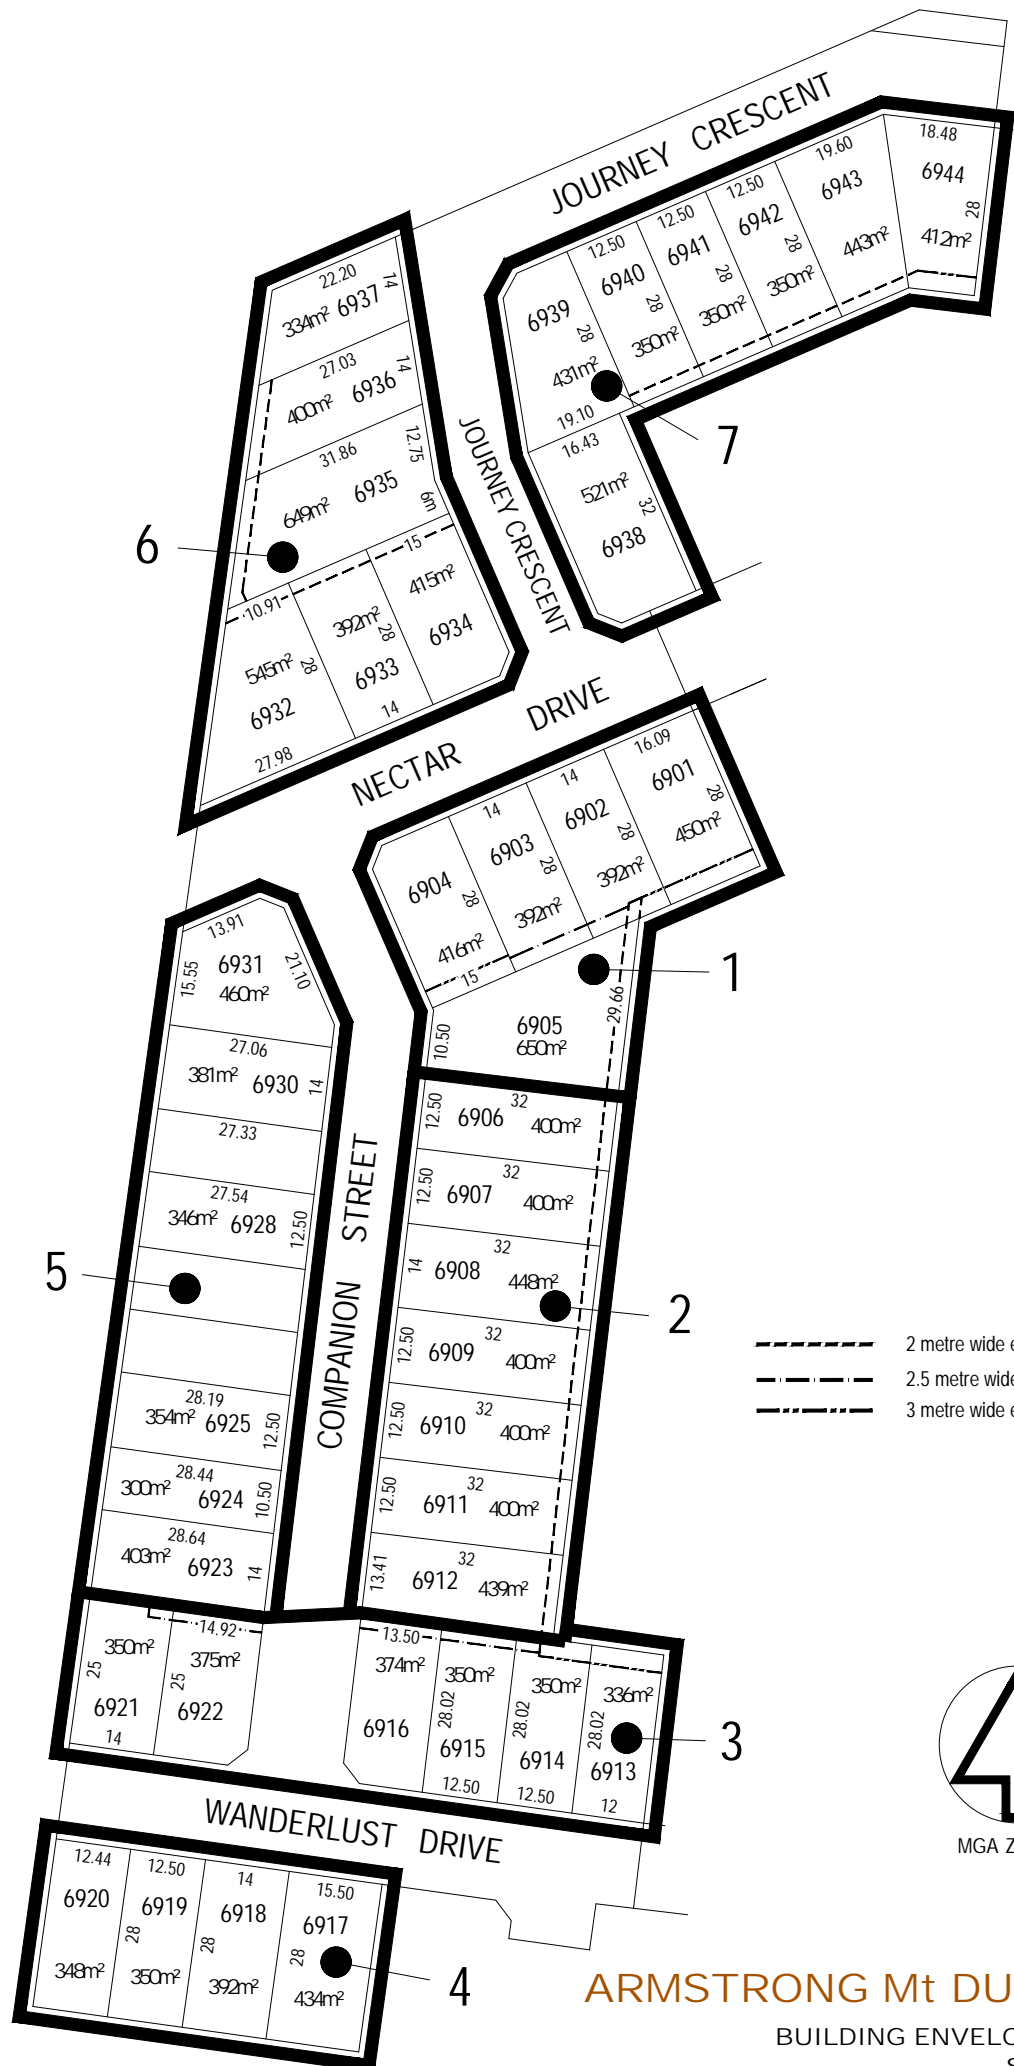 JOURNEY CRESCENT
18.48
6944
28
412m²
19.60
6943
443m²
12.50
6942
28
350m²
12.50
6941
28
350m²
12.50
6940
28
350m²
6939
28
431m²
19.10
7
16.43
521m²
32
6938
22.20
14
334m² 6937
27.03
14
400m² 6936
31.86
12.75
649m² 6935
6m
6
JOURNEY CRESCENT
15
415m²
6934
10.91
392m²
28
6933
14
545m²
28
6932
27.98
NECTAR DRIVE
16.09
6901
28
450m²
14
6902
28
392m²
14
6903
28
392m²
6904
28
416m²
15
1
29.66
6905
650m²
10.50
13.91
15.55
6931
460m²
21.10
27.06
381m² 6930 14
27.33
27.54
346m² 6928 12.50
5
28.19
354m² 6925 12.50
28.44
300m² 6924 10.50
28.64
403m² 6923 14
COMPANION STREET
12.50 6906 32 400m²
12.50 6907 32 400m²
14 6908 32 448m²
2
12.50 6909 32 400m²
12.50 6910 32 400m²
12.50 6911 32 400m²
13.41 6912 32 439m²
2 metre wide e
2.5 metre wide
3 metre wide e
350m²
25
6921
14
14.92
375m²
25
6922
13.50
374m²
6916
350m²
28.02
6915
12.50
350m²
28.02
6914
12.50
336m²
28.02
6913
12
3
MGA Z
WANDERLUST DRIVE
12.44
6920
348m²
12.50
6919
28
350m²
14
6918
28
392m²
15.50
6917
28
434m²
4
ARMSTRONG Mt DU
BUILDING ENVELO